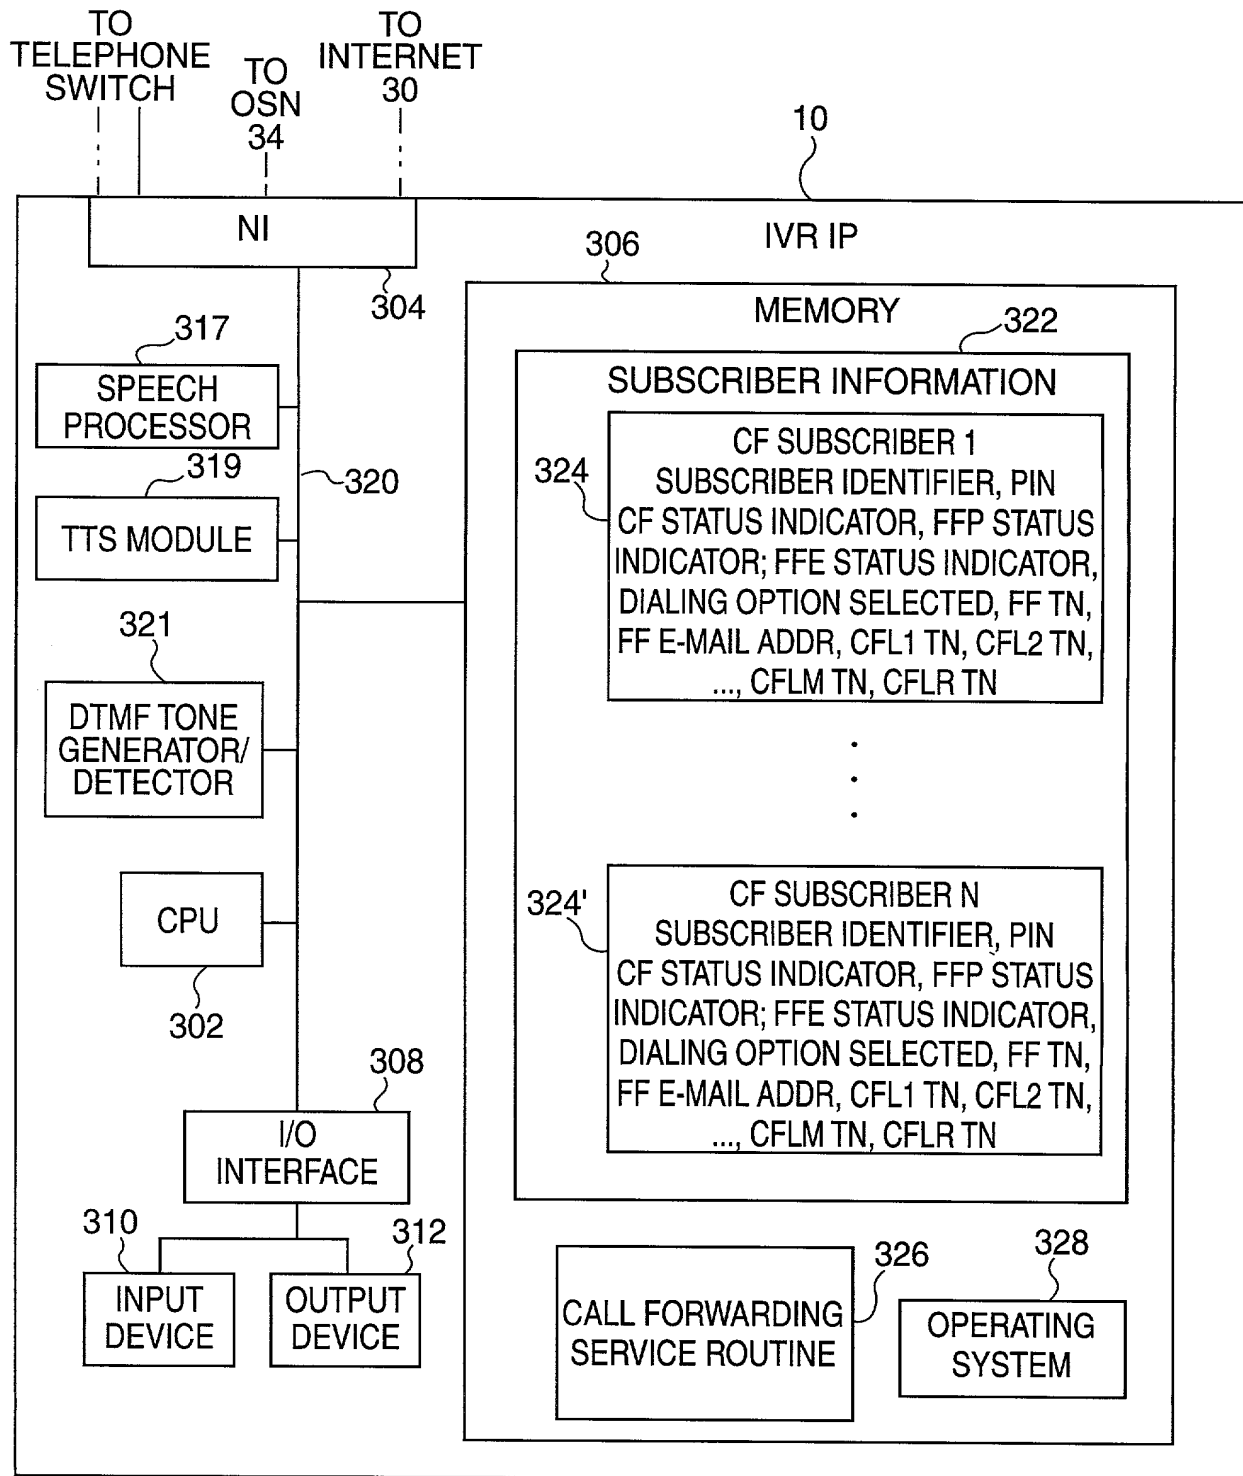 TO
TELEPHONE
SWITCH
TO
OSN
34
TO
INTERNET
30
10
NI
IVR IP
304
306
MEMORY
317
SPEECH
PROCESSOR
319
TTS MODULE
320
321
DTMF TONE
GENERATOR/
DETECTOR
CPU
302
308
I/O
INTERFACE
310
INPUT
DEVICE
312
OUTPUT
DEVICE
322
SUBSCRIBER INFORMATION
324
CF SUBSCRIBER 1
SUBSCRIBER IDENTIFIER, PIN
CF STATUS INDICATOR, FFP STATUS
INDICATOR; FFE STATUS INDICATOR,
DIALING OPTION SELECTED, FF TN,
FF E-MAIL ADDR, CFL1 TN, CFL2 TN,
..., CFLM TN, CFLR TN
324'
CF SUBSCRIBER N
SUBSCRIBER IDENTIFIER, PIN
CF STATUS INDICATOR, FFP STATUS
INDICATOR; FFE STATUS INDICATOR,
DIALING OPTION SELECTED, FF TN,
FF E-MAIL ADDR, CFL1 TN, CFL2 TN,
..., CFLM TN, CFLR TN
326
CALL FORWARDING
SERVICE ROUTINE
328
OPERATING
SYSTEM